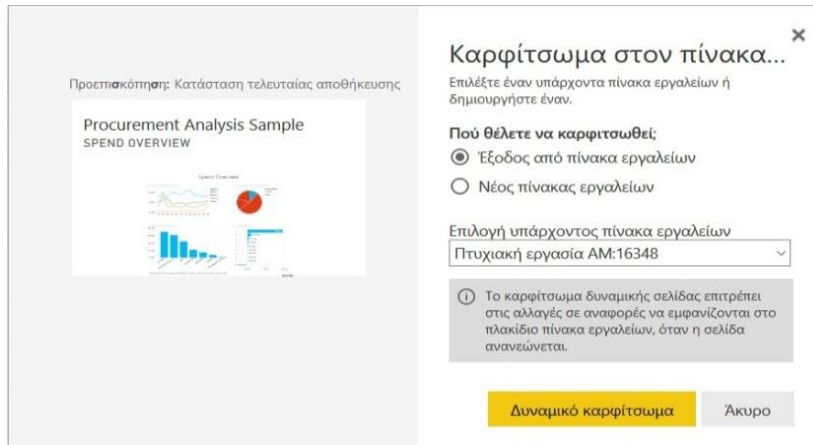 Καρφίτσωμα στον πίνακα...
Επιλέξτε έναν υπάρχοντα πίνακα εργαλείων ή
δημιουργήστε έναν.
Προεπισκόπηση: Κατάσταση τελευταίας αποθήκευσης
Procurement Analysis Sample
SPEND OVERVIEW
Spend Overview
Πού θέλετε να καρφιτσωθεί;
Έξοδος από πίνακα εργαλείων
Νέος πίνακας εργαλείων
Επιλογή υπάρχοντος πίνακα εργαλείων
Πτυχιακή εργασία ΑΜ:16348
Το καρφίτσωμα δυναμικής σελίδας επιτρέπει
στις αλλαγές σε αναφορές να εμφανίζονται στο
πλακίδιο πίνακα εργαλείων, όταν η σελίδα
ανανεώνεται.
Δυναμικό καρφίτσωμα
Άκυρο